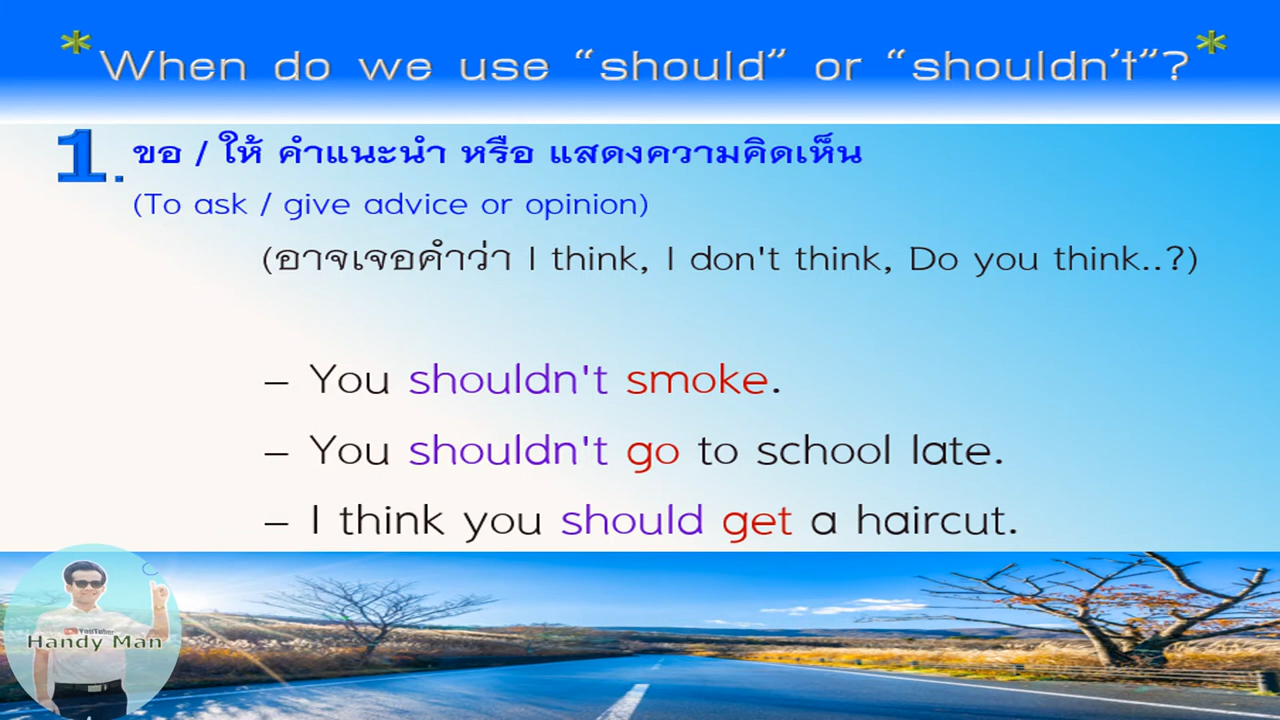 *When do we use “should” or “shouldn’t”?*
1. ขอ / ให้ คำแนะนำ หรือ แสดงความคิดเห็น
(To ask / give advice or opinion)
(อาจเจอคำว่า I think, I don't think, Do you think..?)
– You shouldn't smoke.
– You shouldn't go to school late.
– I think you should get a haircut.
YouTuber
Handy Man